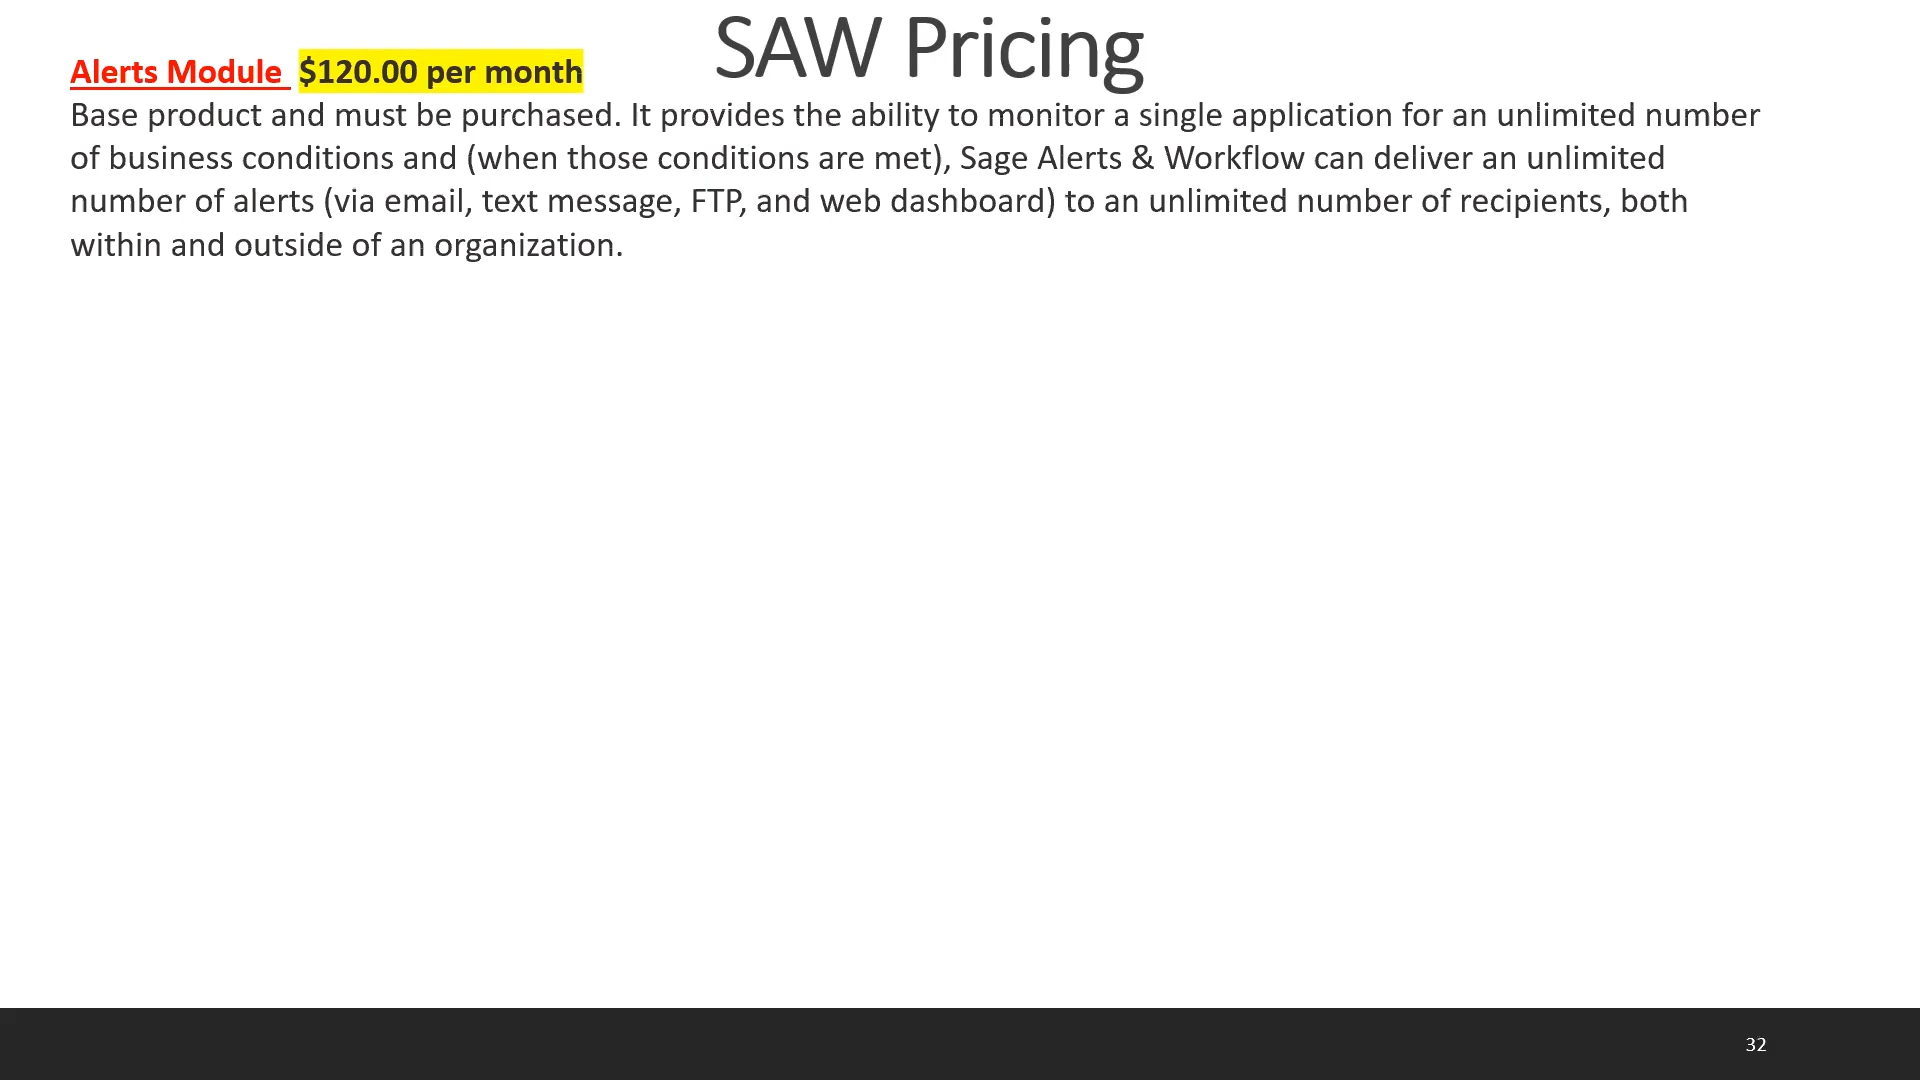 SAW Pricing
Alerts Module $120.00 per month
Base product and must be purchased. It provides the ability to monitor a single application for an unlimited number
of business conditions and (when those conditions are met), Sage Alerts & Workflow can deliver an unlimited
number of alerts (via email, text message, FTP, and web dashboard) to an unlimited number of recipients, both
within and outside of an organization.
32